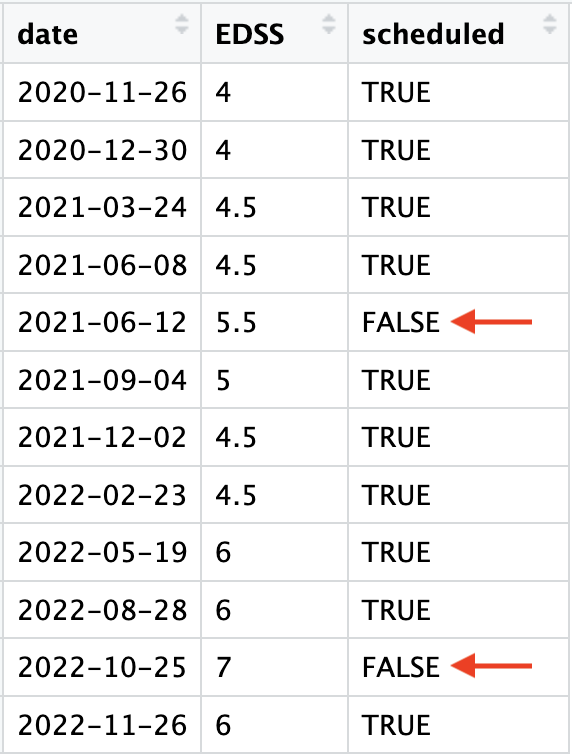 date EDSS scheduled
2020-11-26 4 TRUE
2020-12-30 4 TRUE
2021-03-24 4.5 TRUE
2021-06-08 4.5 TRUE
2021-06-12 5.5 FALSE
2021-09-04 5 TRUE
2021-12-02 4.5 TRUE
2022-02-23 4.5 TRUE
2022-05-19 6 TRUE
2022-08-28 6 TRUE
2022-10-25 7 FALSE
2022-11-26 6 TRUE